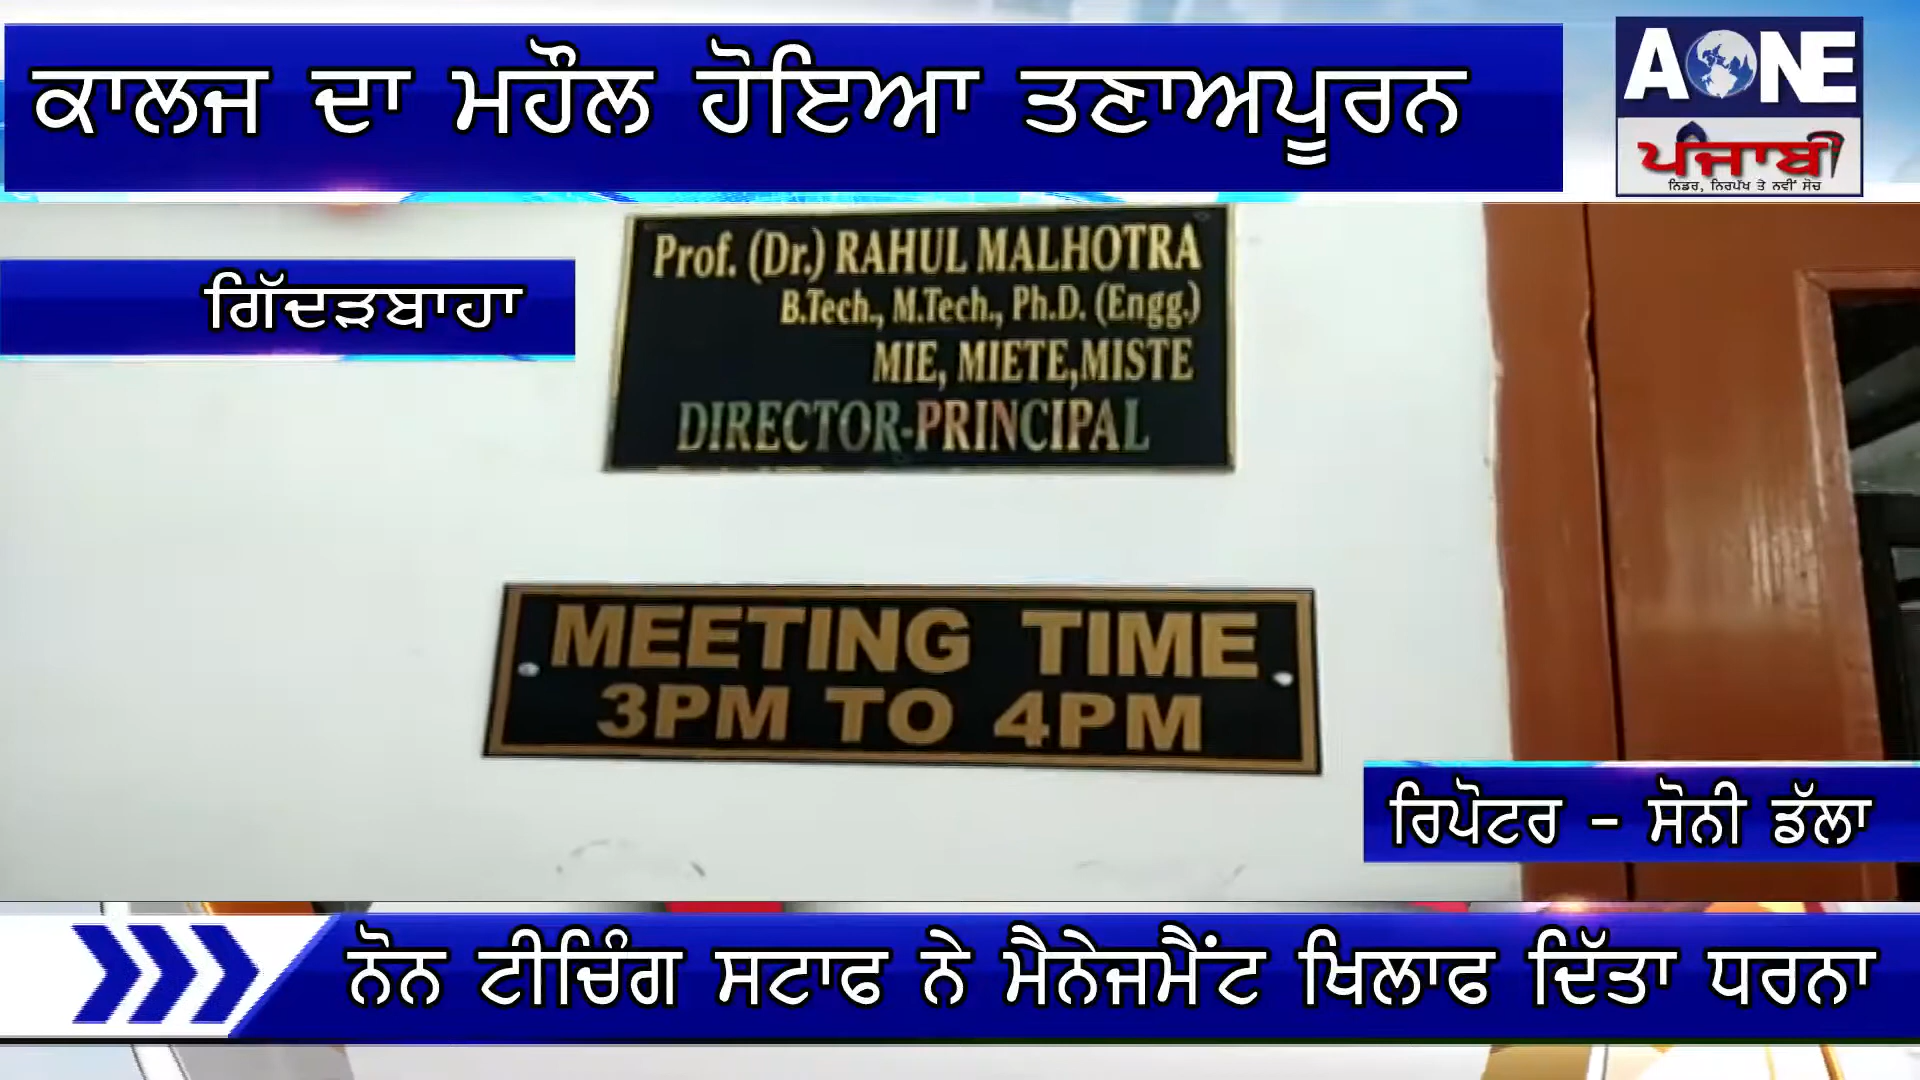 ਕਾਲਜ ਦਾ ਮਹੌਲ ਹੋਇਆ ਤਣਾਅਪੂਰਨ
AONE
ਪੰਜਾਬੀ
ਨਿਡਰ, ਨਿਰਪੱਖ ਤੇ ਨਵੀਂ ਸੋਚ
ਗਿੱਦੜਬਾਹਾ
Prof. (Dr.) RAHUL MALHOTRA
B.Tech., M.Tech., Ph.D. (Engg.)
MIE, MIETE,MISTE
DIRECTOR-PRINCIPAL
MEETING TIME
3PM TO 4PM
ਰਿਪੋਟਰ - ਸੋਨੀ ਡੱਲਾ
ਨੋਨ ਟੀਚਿੰਗ ਸਟਾਫ ਨੇ ਮੈਨੇਜਮੈਂਟ ਖਿਲਾਫ ਦਿੱਤਾ ਧਰਨਾ